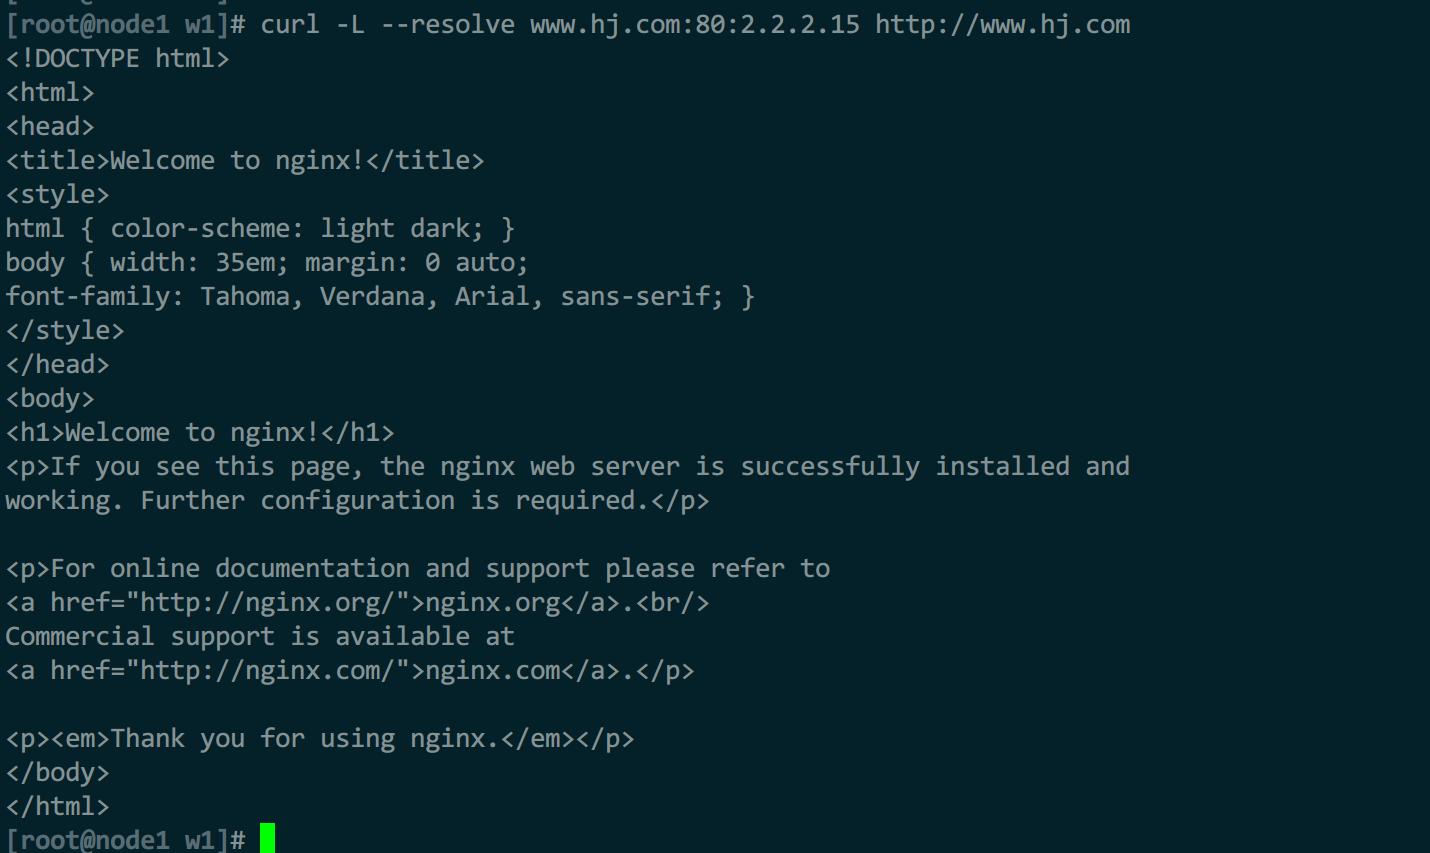 [root@node1 w1]# curl -L --resolve www.hj.com:80:2.2.2.15 http://www.hj.com
<!DOCTYPE html>
<html>
<head>
<title>Welcome to nginx!</title>
<style>
html { color-scheme: light dark; }
body { width: 35em; margin: 0 auto;
font-family: Tahoma, Verdana, Arial, sans-serif; }
</style>
</head>
<body>
<h1>Welcome to nginx!</h1>
<p>If you see this page, the nginx web server is successfully installed and
working. Further configuration is required.</p>

<p>For online documentation and support please refer to
<a href="http://nginx.org/">nginx.org</a>.<br/>
Commercial support is available at
<a href="http://nginx.com/">nginx.com</a>.</p>

<p><em>Thank you for using nginx.</em></p>
</body>
</html>
[root@node1 w1]#